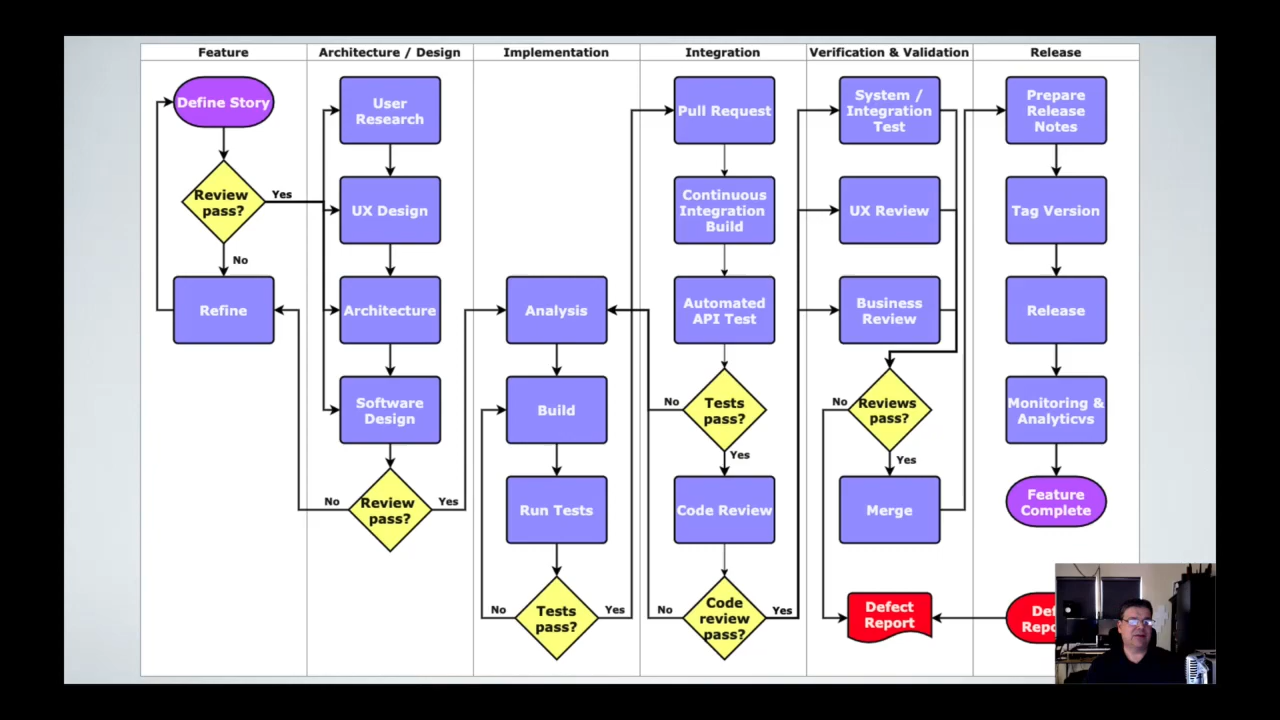 Feature
Architecture / Design
Implementation
Integration
Verification & Validation
Release
Define Story
Review
pass?
Yes
No
Refine
User
Research
UX Design
Architecture
Software
Design
Review
pass?
No
Yes
Analysis
Build
Run Tests
Tests
pass?
No
Yes
Pull Request
Continuous
Integration
Build
Automated
API Test
Tests
pass?
No
Yes
Code Review
Code
review
pass?
No
Yes
System /
Integration
Test
UX Review
Business
Review
Reviews
pass?
No
Yes
Merge
Defect
Report
Prepare
Release
Notes
Tag Version
Release
Monitoring &
Analyticvs
Feature
Complete